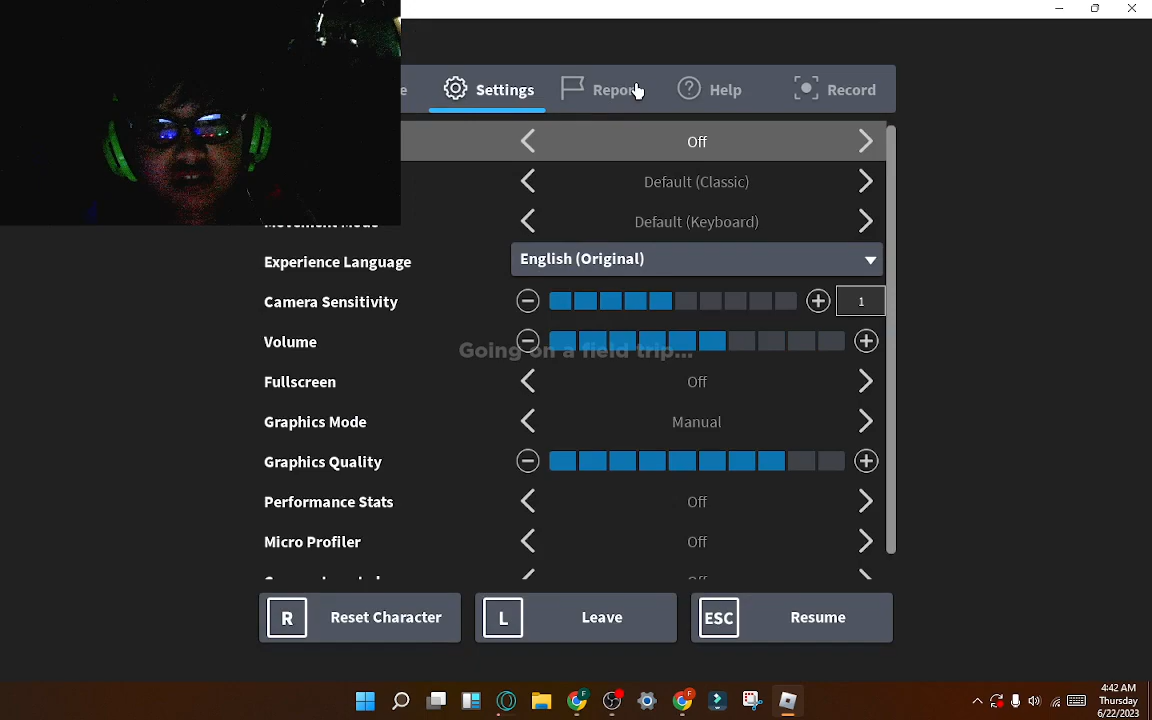 e
Settings
Repor
Help
Record
Off
Default (Classic)
Default (Keyboard)
Experience Language
English (Original)
Camera Sensitivity
1
Volume
Going on a field trip...
Fullscreen
Off
Graphics Mode
Manual
Graphics Quality
Performance Stats
Off
Micro Profiler
Off
R Reset Character
L Leave
ESC Resume
4:42 AM
Thursday
6/22/2023